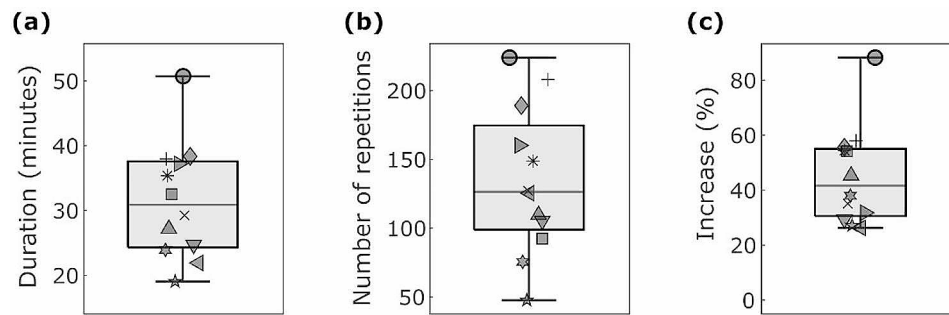 (a)
Duration (minutes)
50
40
30
20
(b)
Number of repetitions
200
150
100
50
(c)
Increase (%)
80
60
40
20
0